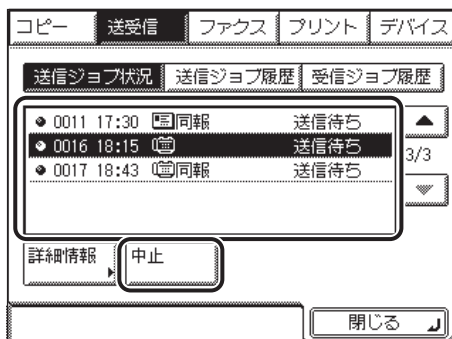 コピー 送受信 ファクス プリント デバイス
送信ジョブ状況 送信ジョブ履歴 受信ジョブ履歴
0011 17:30 同報 送信待ち
0016 18:15 送信待ち
0017 18:43 同報 送信待ち
3/3
詳細情報 中止
閉じる